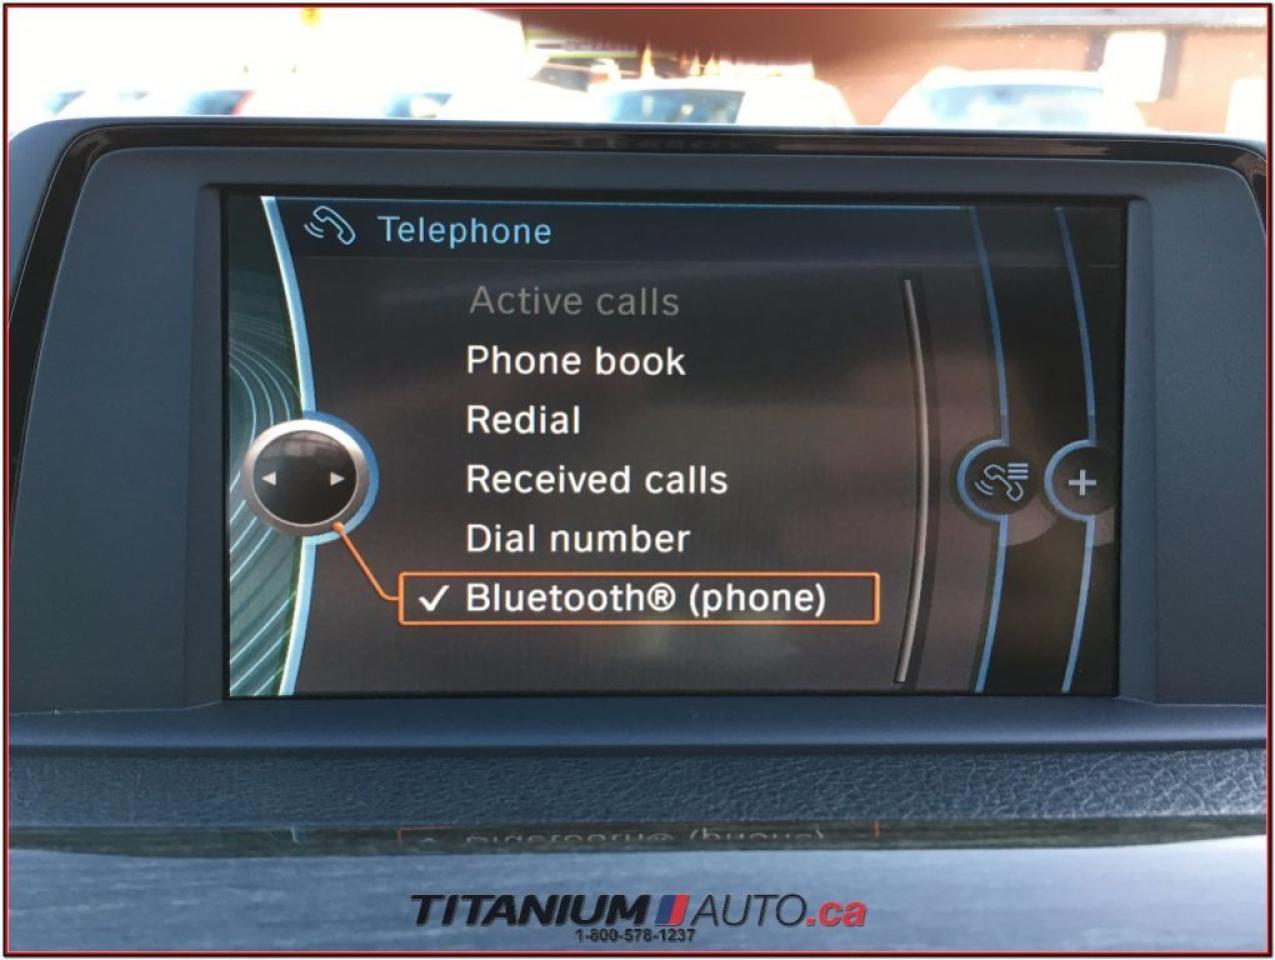 Telephone
Active calls
Phone book
Redial
Received calls
Dial number
✓ Bluetooth® (phone)
TITANIUM AUTO.ca
1-800-578-1237